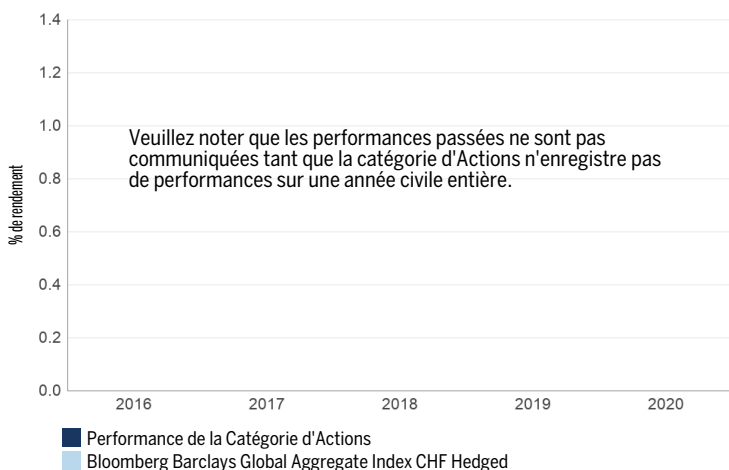 1.4
1.2
1.0
Veuillez noter que les performances passées ne sont pas
communiquées tant que la catégorie d'Actions n'enregistre pas
de performances sur une année civile entière.
0.8
0.6
0.4
0.2
0.0
% de rendement
2016 2017 2018 2019 2020
Performance de la Catégorie d'Actions
Bloomberg Barclays Global Aggregate Index CHF Hedged